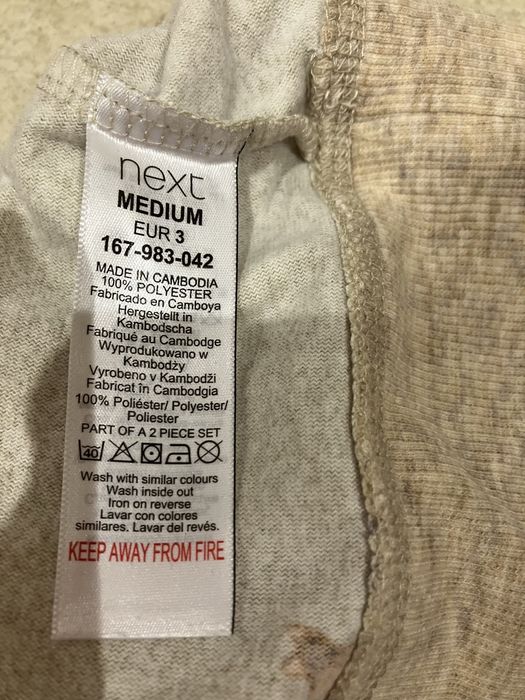 next
MEDIUM
EUR 3
167-983-042
MADE IN CAMBODIA
100% POLYESTER
Fabricado en Camboya
Hergestellt in
Kambodscha
Fabriqué au Cambodge
Wyprodukowano w
Kambodży
Vyrobeno v Kambodži
Fabricat în Cambodgia
100% Poliéster/ Polyester/
Poliester
PART OF A 2 PIECE SET
40
Wash with similar colours
Wash inside out
Iron on reverse
Lavar con colores
similares. Lavar del revés.
KEEP AWAY FROM FIRE